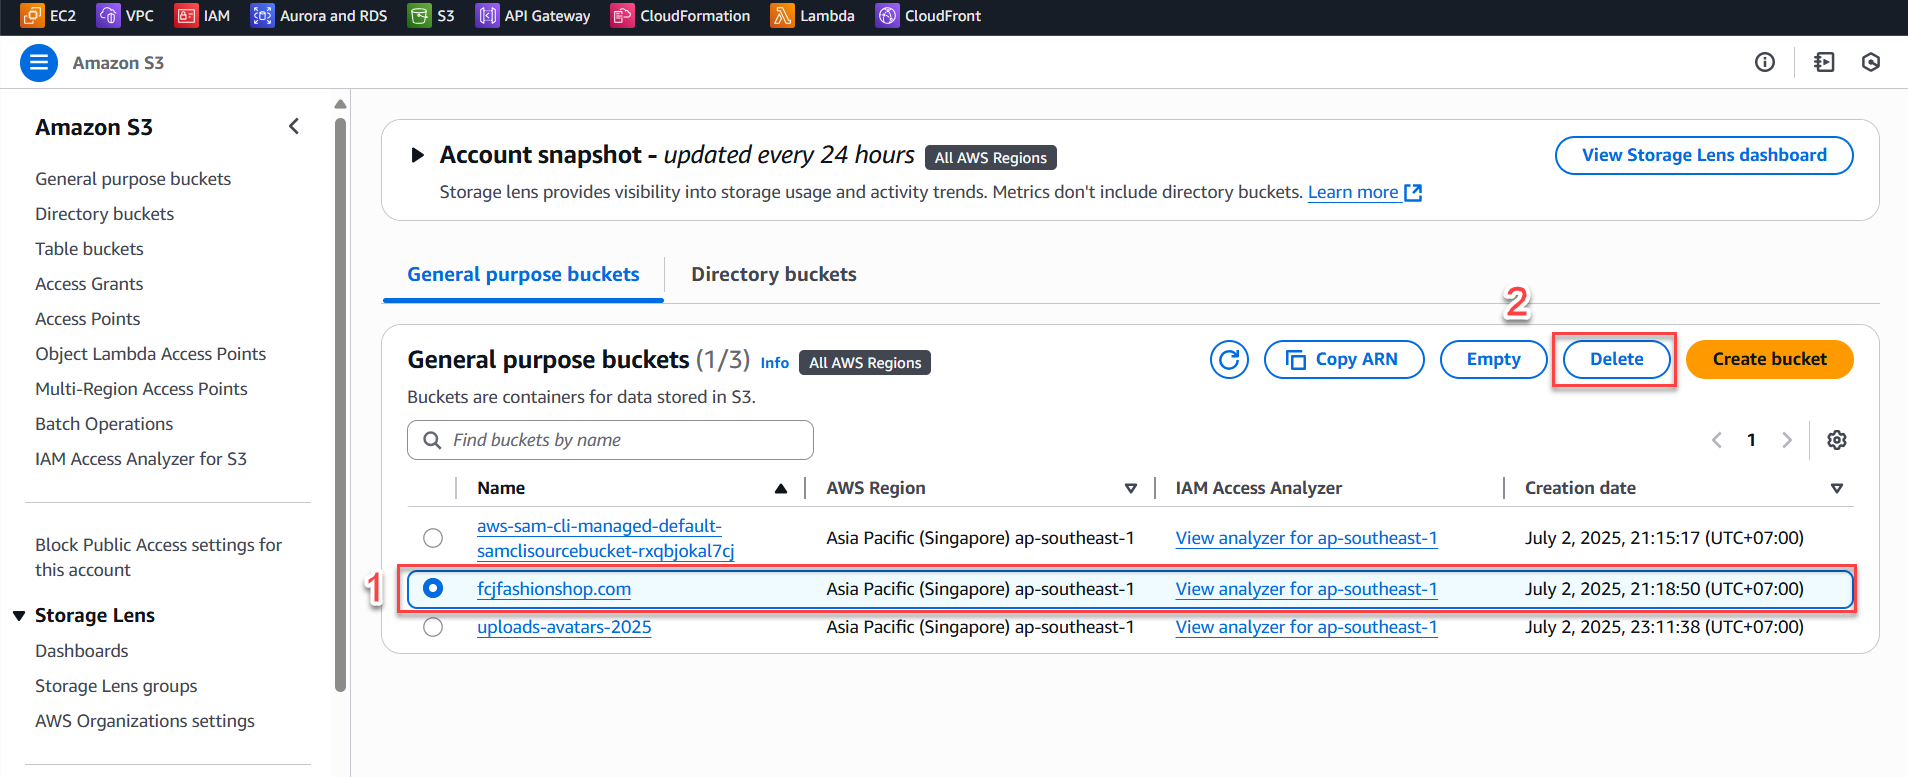 EC2 VPC IAM Aurora and RDS S3 API Gateway CloudFormation Lambda CloudFront
Amazon S3
Amazon S3
General purpose buckets
Directory buckets
Table buckets
Access Grants
Access Points
Object Lambda Access Points
Multi-Region Access Points
Batch Operations
IAM Access Analyzer for S3
Block Public Access settings for
this account
Storage Lens
Dashboards
Storage Lens groups
AWS Organizations settings
Account snapshot - updated every 24 hours All AWS Regions
View Storage Lens dashboard
Storage lens provides visibility into storage usage and activity trends. Metrics don't include directory buckets. Learn more
General purpose buckets Directory buckets
2
General purpose buckets (1/3) Info All AWS Regions
Copy ARN Empty Delete Create bucket
Buckets are containers for data stored in S3.
Find buckets by name
1
Name AWS Region IAM Access Analyzer Creation date
aws-sam-cli-managed-default-
samclisourcebucket-rxqbjokal7cj Asia Pacific (Singapore) ap-southeast-1 View analyzer for ap-southeast-1 July 2, 2025, 21:15:17 (UTC+07:00)
1 fcjfashionshop.com Asia Pacific (Singapore) ap-southeast-1 View analyzer for ap-southeast-1 July 2, 2025, 21:18:50 (UTC+07:00)
uploads-avatars-2025 Asia Pacific (Singapore) ap-southeast-1 View analyzer for ap-southeast-1 July 2, 2025, 23:11:38 (UTC+07:00)